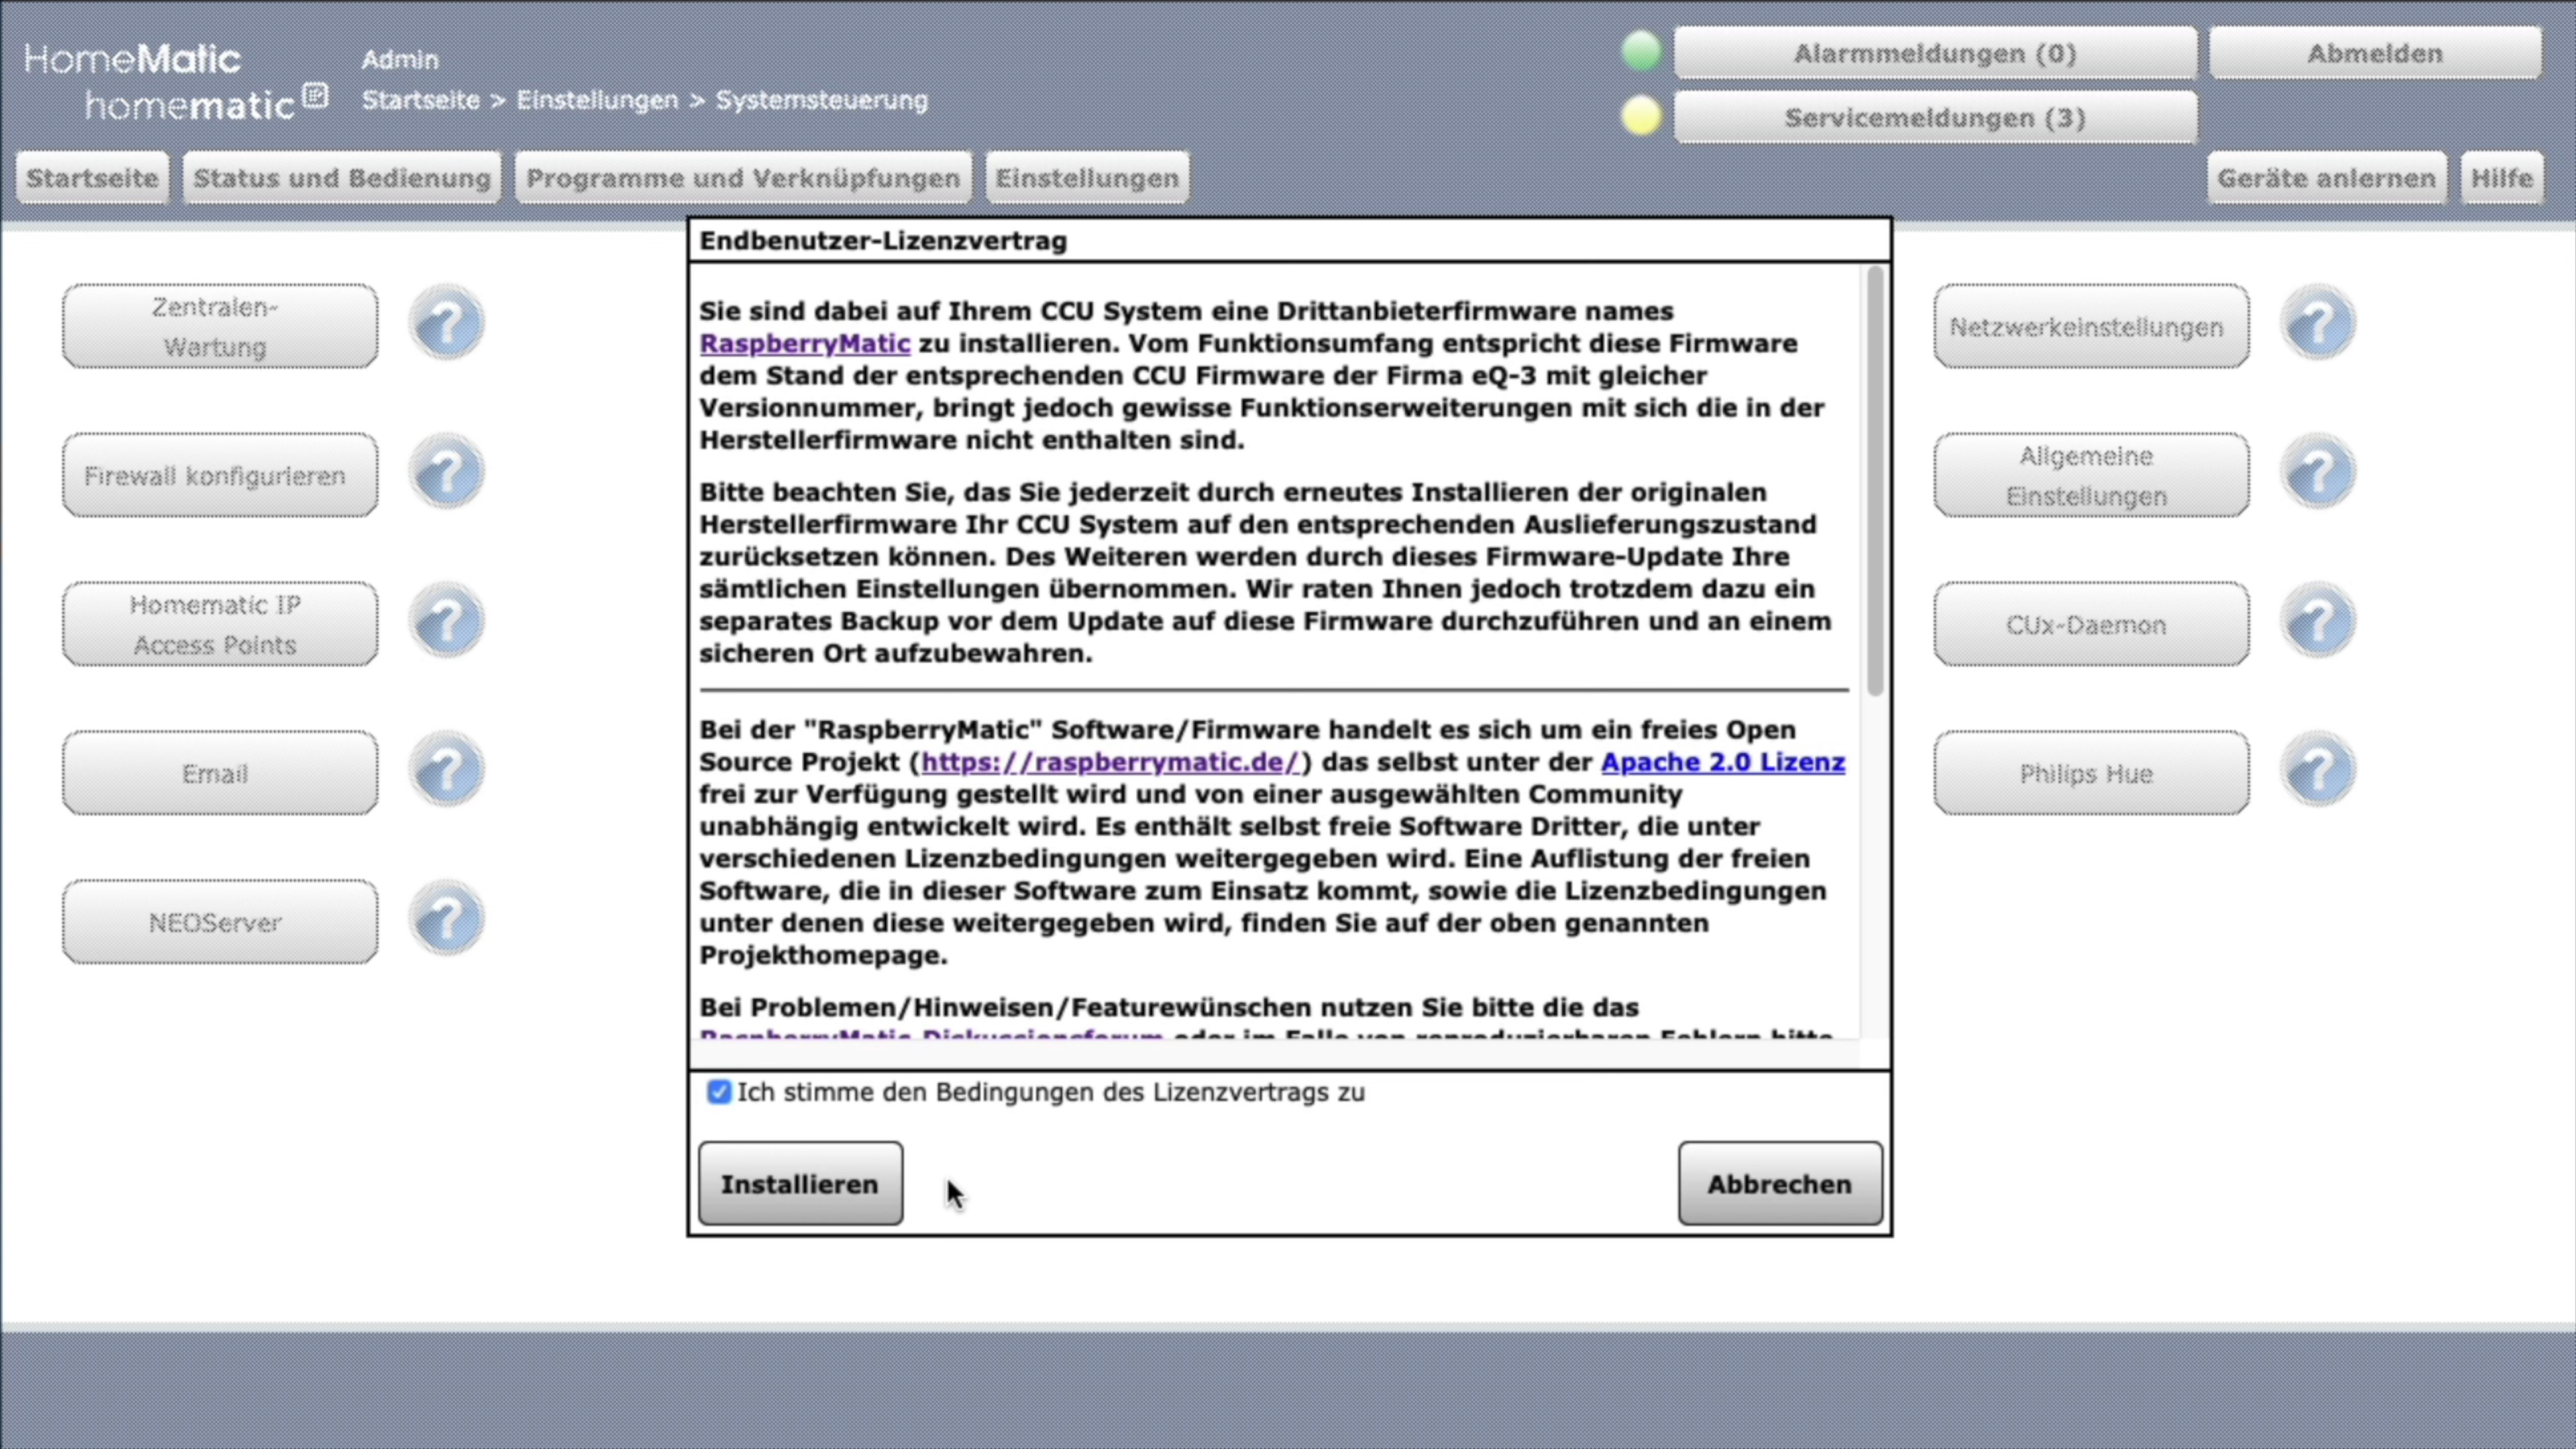 HomeMatic
homematic
Admin
Startseite > Einstellungen > Systemsteuerung
Alarmmeldungen (0)
Abmelden
Servicemeldungen (3)
Startseite
Status und Bedienung
Programme und Verknüpfungen
Einstellungen
Geräte anlernen
Hilfe
Zentralen-
Wartung
?
Firewall konfigurieren
?
Homematic IP
Access Points
?
Email
?
NEOServer
?
Endbenutzer-Lizenzvertrag
Sie sind dabei auf Ihrem CCU System eine Drittanbieterfirmware names
RaspberryMatic zu installieren. Vom Funktionsumfang entspricht diese Firmware
dem Stand der entsprechenden CCU Firmware der Firma eQ-3 mit gleicher
Versionnummer, bringt jedoch gewisse Funktionserweiterungen mit sich die in der
Herstellerfirmware nicht enthalten sind.
Bitte beachten Sie, das Sie jederzeit durch erneutes Installieren der originalen
Herstellerfirmware Ihr CCU System auf den entsprechenden Auslieferungszustand
zurücksetzen können. Des Weiteren werden durch dieses Firmware-Update Ihre
sämtlichen Einstellungen übernommen. Wir raten Ihnen jedoch trotzdem dazu ein
separates Backup vor dem Update auf diese Firmware durchzuführen und an einem
sicheren Ort aufzubewahren.
Bei der "RaspberryMatic" Software/Firmware handelt es sich um ein freies Open
Source Projekt (https://raspberrymatic.de/) das selbst unter der Apache 2.0 Lizenz
frei zur Verfügung gestellt wird und von einer ausgewählten Community
unabhängig entwickelt wird. Es enthält selbst freie Software Dritter, die unter
verschiedenen Lizenzbedingungen weitergegeben wird. Eine Auflistung der freien
Software, die in dieser Software zum Einsatz kommt, sowie die Lizenzbedingungen
unter denen diese weitergegeben wird, finden Sie auf der oben genannten
Projekthomepage.
Bei Problemen/Hinweisen/Featurewünschen nutzen Sie bitte die das
RaspberryMatic-Diskussionsforum oder im Falle von reproduzierbaren Fehlern bitte
Ich stimme den Bedingungen des Lizenzvertrags zu
Installieren
Abbrechen
Netzwerkeinstellungen
?
Allgemeine
Einstellungen
?
CUx-Daemon
?
Philips Hue
?